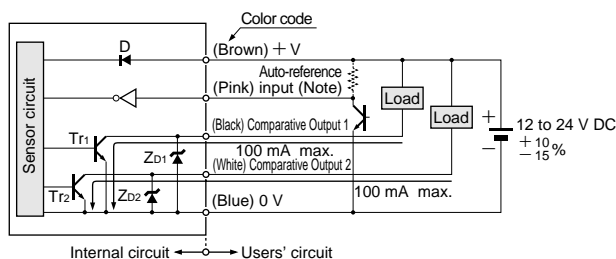 Color code
D
(Brown) + V
Auto-reference
(Pink) input (Note)
Load
Load
Sensor circuit
Tr1
(Black) Comparative Output 1
ZD1
100 mA max.
(White) Comparative Output 2
Tr2
ZD2
100 mA max.
(Blue) 0 V
+
−
12 to 24 V DC
+ 10
− 15 %
Internal circuit
Users' circuit